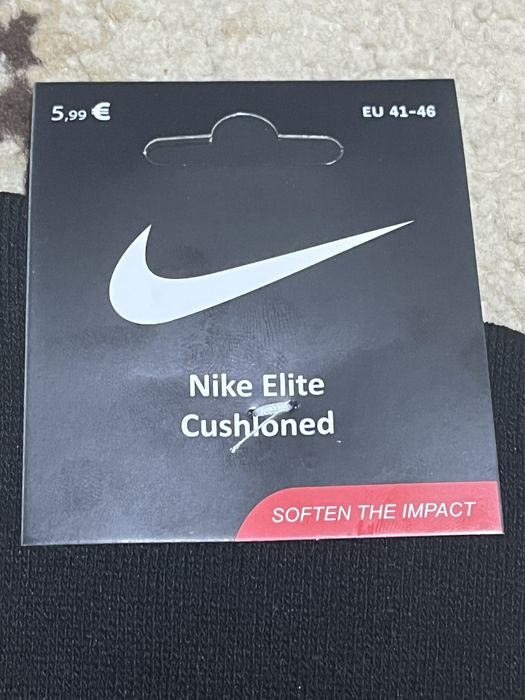 5,99 €
EU 41-46
Nike Elite
Cushioned
SOFTEN THE IMPACT